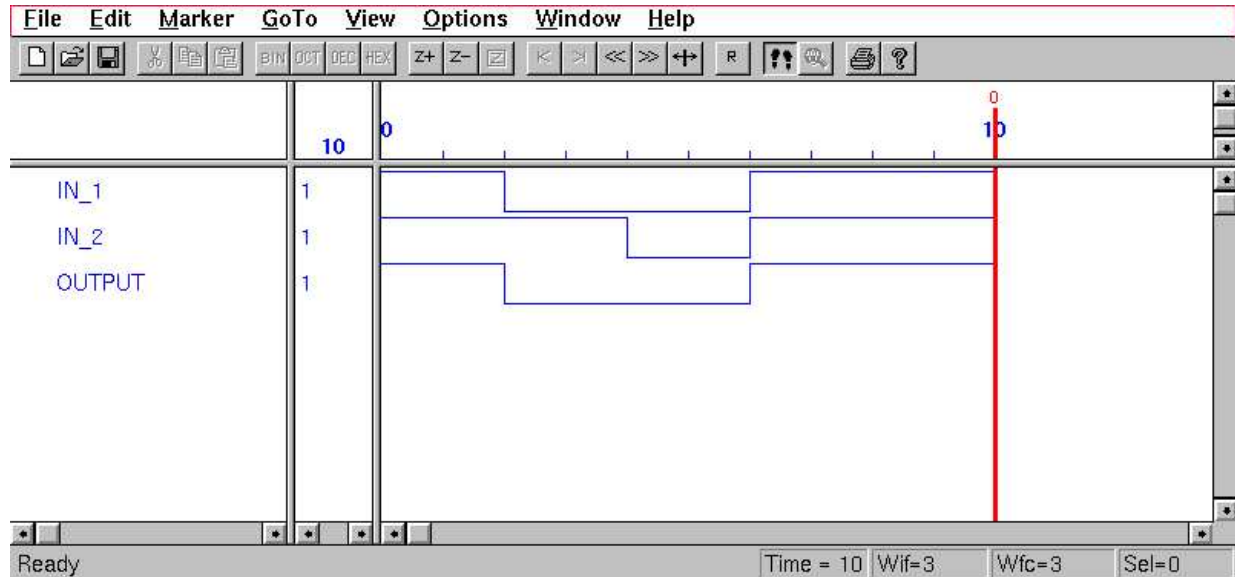 File Edit Marker GoTo View Options Window Help
BIN OCT DEC HEX Z+ Z- Z R
0
10 0 10
IN_1 1
IN_2 1
OUTPUT 1
Ready Time = 10 Wif=3 Wfc=3 Sel=0